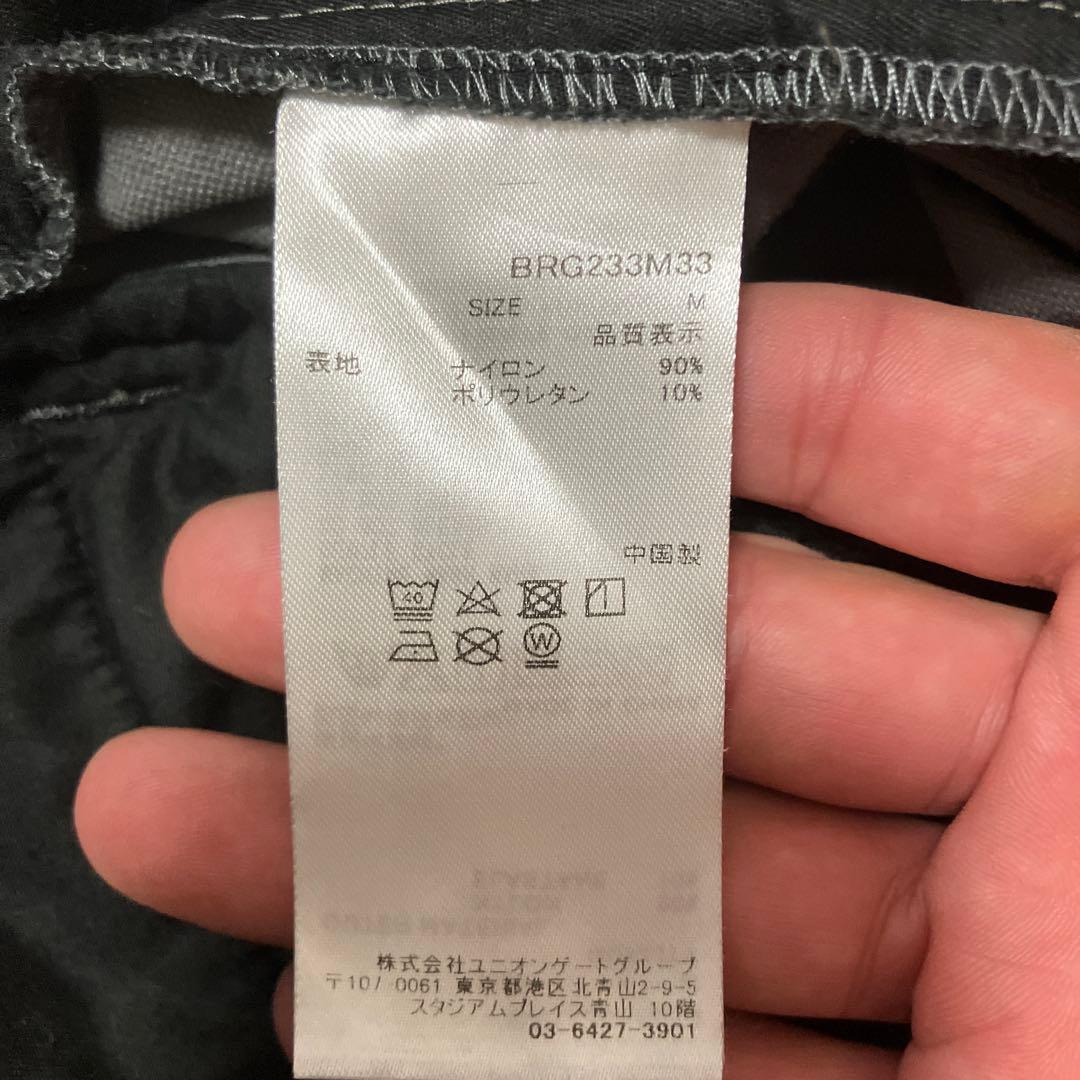 BRG233M33
SIZE M
品質表示
表地 ナイロン 90%
ポリウレタン 10%
中国製
40
W
株式会社ユニオンゲートグループ
〒107 0061 東京都港区北青山2-9-5
スタジアムプレイス青山 10階
03-6427-3901